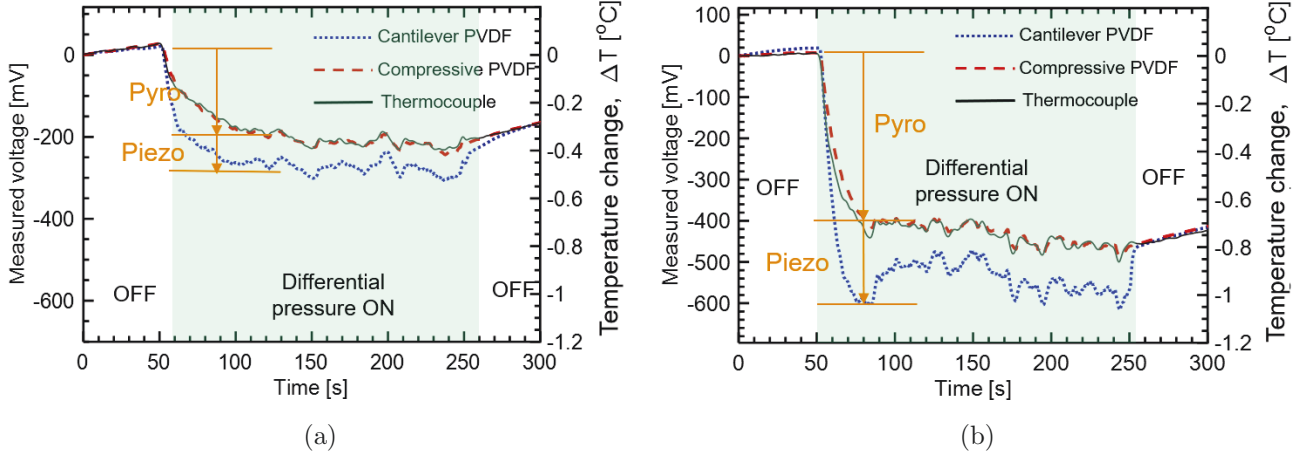 0
-200
-400
-600
Measured voltage [mV]
0
-0.2
-0.4
-0.6
-0.8
-1
-1.2
Temperature change, ΔT [°C]
Cantilever PVDF
Compressive PVDF
Thermocouple
Pyro
Piezo
OFF
Differential
pressure ON
OFF
0 50 100 150 200 250 300
Time [s]
(a)
100
0
-100
-200
-300
-400
-500
-600
Measured voltage [mV]
0
-0.2
-0.4
-0.6
-0.8
-1
-1.2
Temperature change, ΔT [°C]
Cantilever PVDF
Compressive PVDF
Thermocouple
Pyro
Differential
pressure ON
OFF
OFF
Piezo
0 50 100 150 200 250 300
Time [s]
(b)